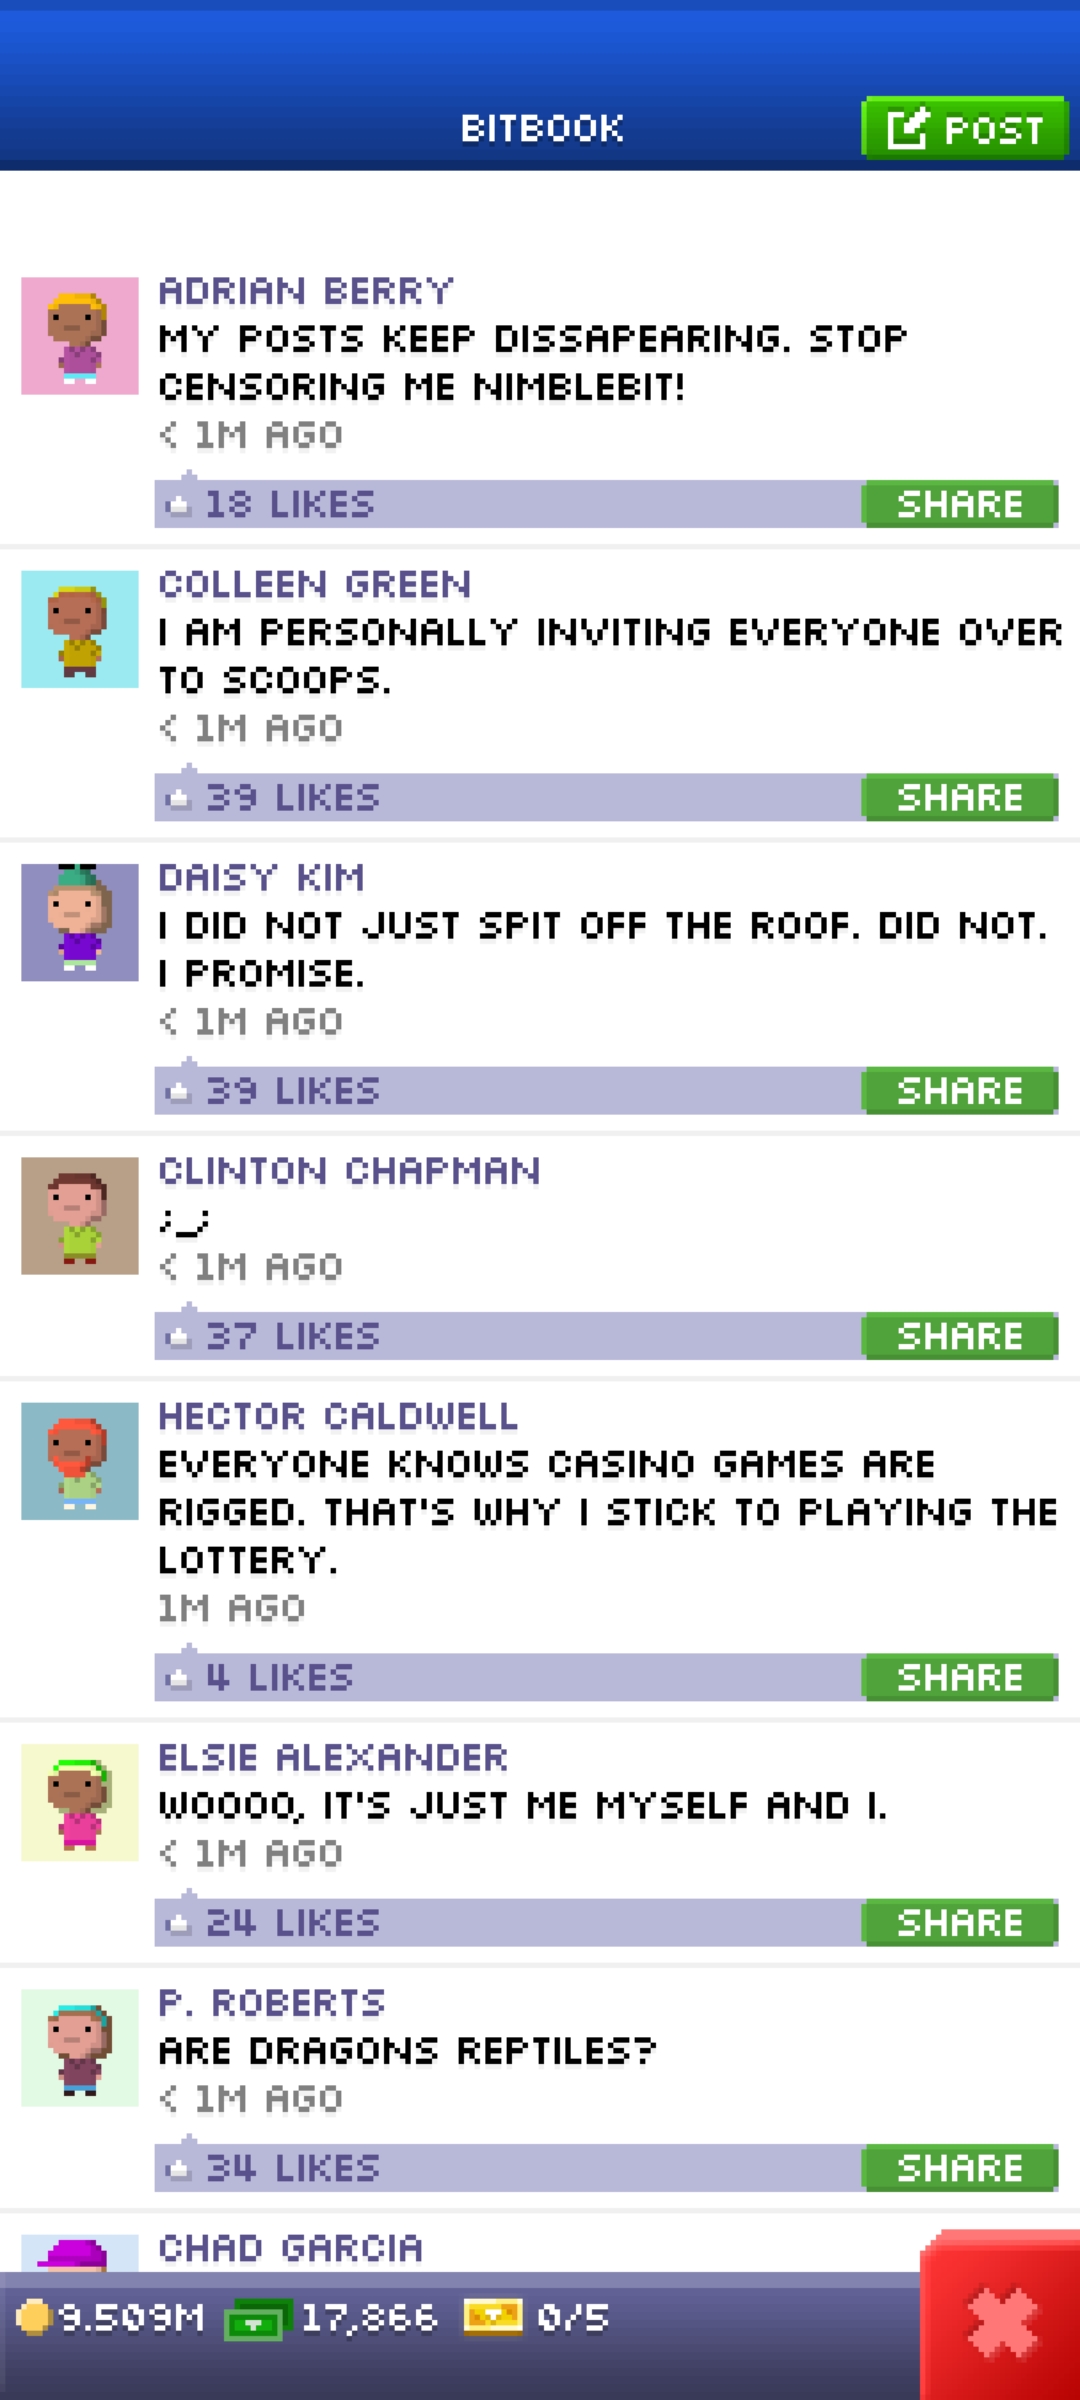 BITBOOK
POST
ADRIAN BERRY
MY POSTS KEEP DISSAPEARING. STOP
CENSORING ME NIMBLEBIT!
< 1M AGO
18 LIKES
SHARE
COLLEEN GREEN
I AM PERSONALLY INVITING EVERYONE OVER
TO SCOOPS.
< 1M AGO
39 LIKES
SHARE
DAISY KIM
I DID NOT JUST SPIT OFF THE ROOF. DID NOT.
I PROMISE.
< 1M AGO
39 LIKES
SHARE
CLINTON CHAPMAN
;_;
< 1M AGO
37 LIKES
SHARE
HECTOR CALDWELL
EVERYONE KNOWS CASINO GAMES ARE
RIGGED. THAT'S WHY I STICK TO PLAYING THE
LOTTERY.
1M AGO
4 LIKES
SHARE
ELSIE ALEXANDER
WOOOO, IT'S JUST ME MYSELF AND I.
< 1M AGO
24 LIKES
SHARE
P. ROBERTS
ARE DRAGONS REPTILES?
< 1M AGO
34 LIKES
SHARE
CHAD GARCIA
9.509M 17,866 0/5